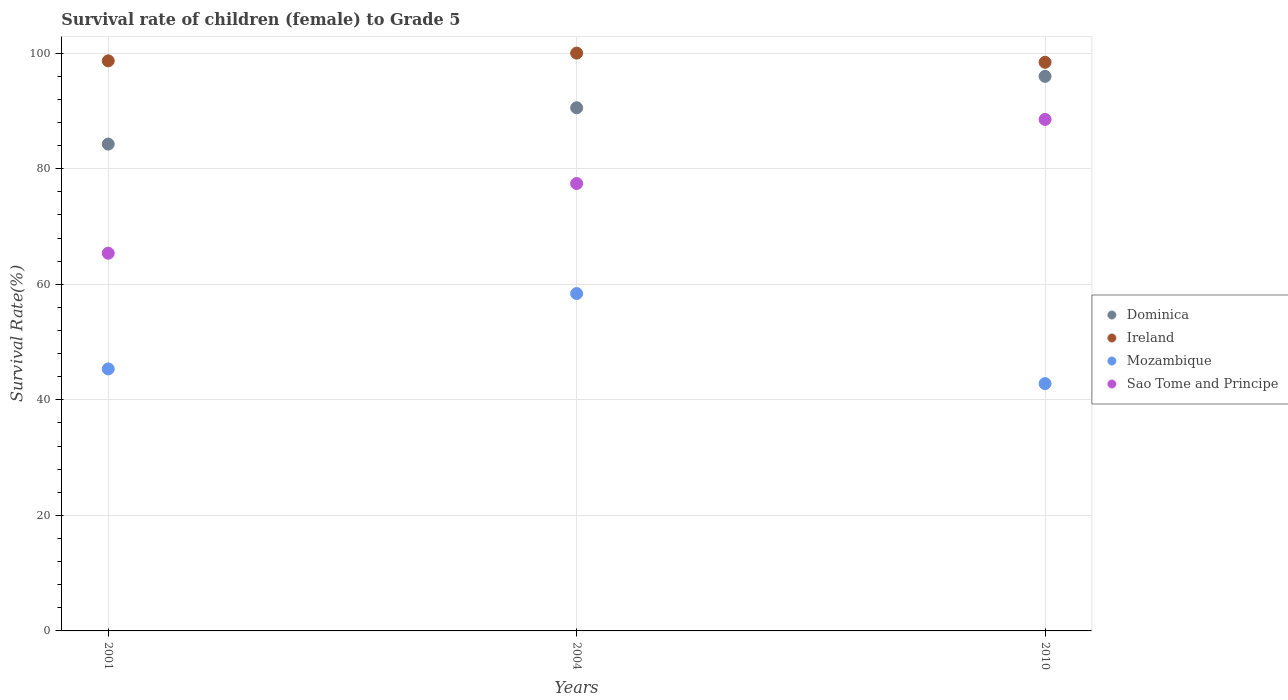 Survival rate of children (female) to Grade 5
Survival Rate(%)
100
80
60
40
20
0
2001
2004
2010
Years
Dominica
Ireland
Mozambique
Sao Tome and Principe